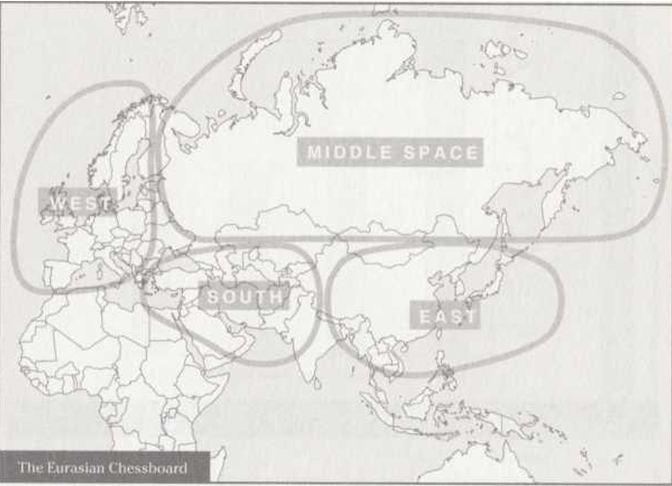 MIDDLE SPACE
WEST
SOUTH
EAST
The Eurasian Chessboard